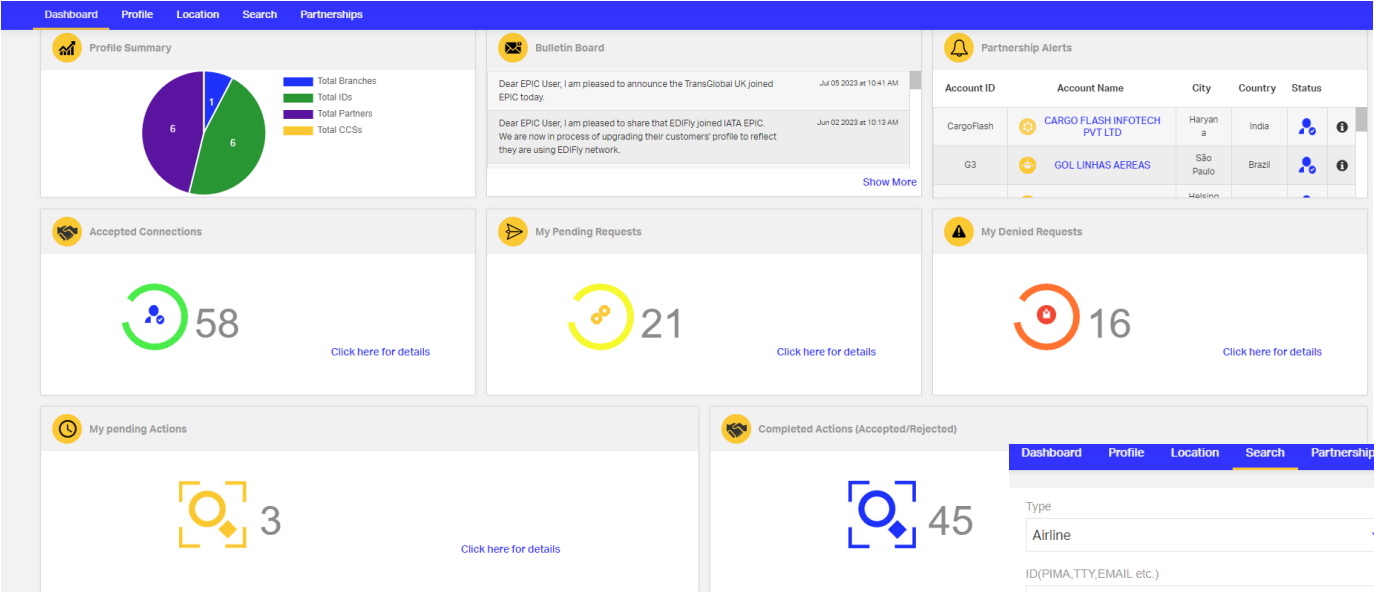 Dashboard Profile Location Search Partnerships
Profile Summary
Total Branches
Total IDs
Total Partners
Total CCSs
1
6
6
Bulletin Board
Dear EPIC User, I am pleased to announce the TransGlobal UK joined
EPIC today.
Jul 05 2023 at 10:41 AM
Dear EPIC User, I am pleased to share that EDIFly joined IATA EPIC.
We are now in process of upgrading their customers' profile to reflect
they are using EDIFly network.
Jun 02 2023 at 10:13 AM
Show More
Partnership Alerts
Account ID Account Name City Country Status
CargoFlash CARGO FLASH INFOTECH
PVT LTD
Haryan
a
India
G3 GOL LINHAS AEREAS
São
Paulo
Brazil
Helsing
Accepted Connections
58
Click here for details
My Pending Requests
21
Click here for details
My Denied Requests
16
Click here for details
My pending Actions
3
Click here for details
Completed Actions (Accepted/Rejected)
45
Dashboard Profile Location Search Partnership
Type
Airline
ID(PIMA,TTY,EMAIL etc.)